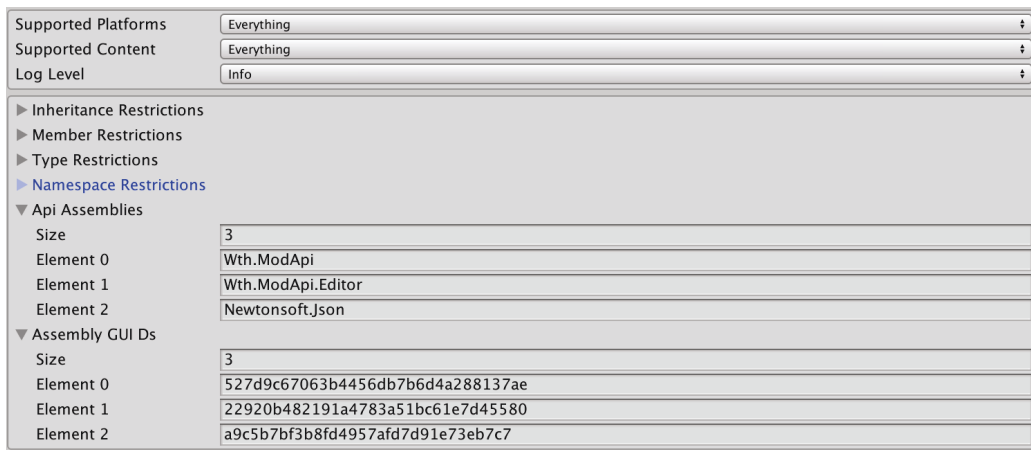 Supported Platforms Everything
Supported Content Everything
Log Level Info
Inheritance Restrictions
Member Restrictions
Type Restrictions
Namespace Restrictions
Api Assemblies
Size 3
Element 0 Wth.ModApi
Element 1 Wth.ModApi.Editor
Element 2 Newtonsoft.Json
Assembly GUI Ds
Size 3
Element 0 527d9c67063b4456db7b6d4a288137ae
Element 1 22920b482191a4783a51bc61e7d45580
Element 2 a9c5b7bf3b8fd4957afd7d91e73eb7c7